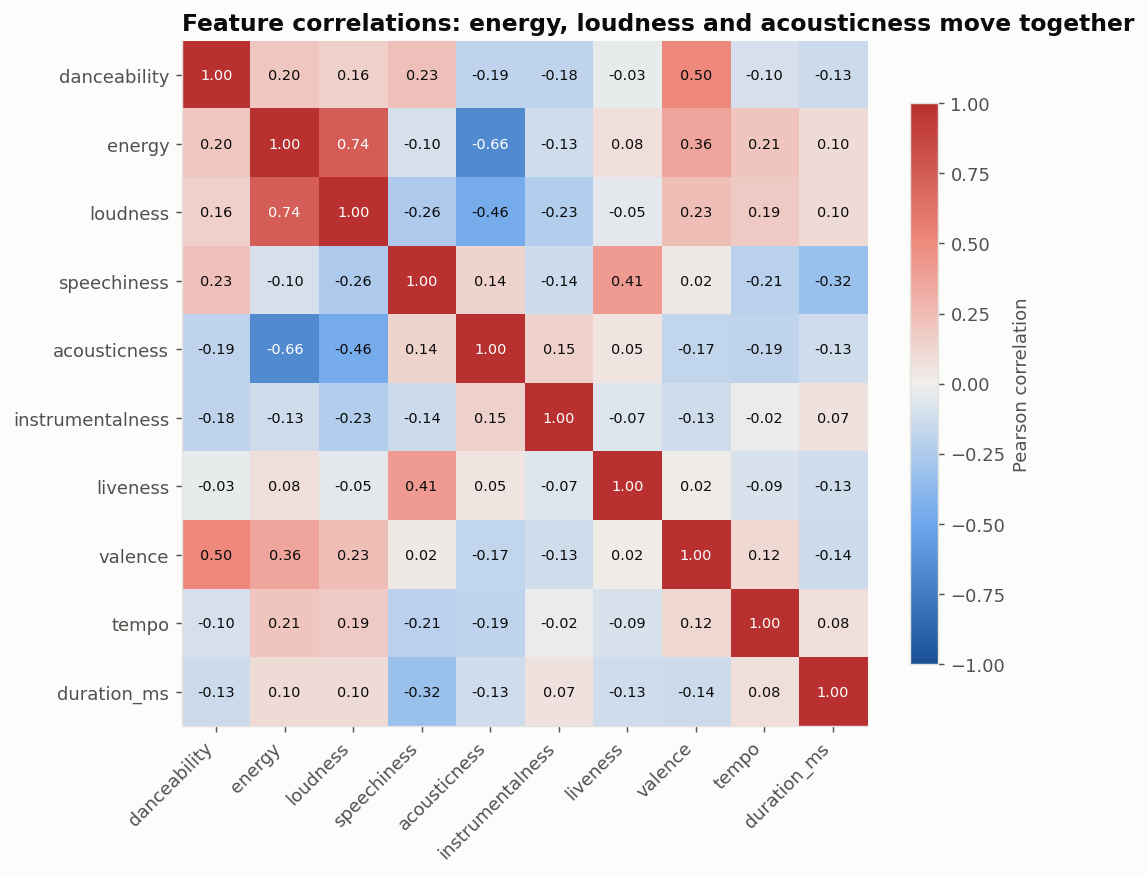 Feature correlations: energy, loudness and acousticness move together
danceability 1.00 0.20 0.16 0.23 -0.19 -0.18 -0.03 0.50 -0.10 -0.13
energy 0.20 1.00 0.74 -0.10 -0.66 -0.13 0.08 0.36 0.21 0.10
loudness 0.16 0.74 1.00 -0.26 -0.46 -0.23 -0.05 0.23 0.19 0.10
speechiness 0.23 -0.10 -0.26 1.00 0.14 -0.14 0.41 0.02 -0.21 -0.32
acousticness -0.19 -0.66 -0.46 0.14 1.00 0.15 0.05 -0.17 -0.19 -0.13
instrumentalness -0.18 -0.13 -0.23 -0.14 0.15 1.00 -0.07 -0.13 -0.02 0.07
liveness -0.03 0.08 -0.05 0.41 0.05 -0.07 1.00 0.02 -0.09 -0.13
valence 0.50 0.36 0.23 0.02 -0.17 -0.13 0.02 1.00 0.12 -0.14
tempo -0.10 0.21 0.19 -0.21 -0.19 -0.02 -0.09 0.12 1.00 0.08
duration_ms -0.13 0.10 0.10 -0.32 -0.13 0.07 -0.13 -0.14 0.08 1.00
danceability energy loudness speechiness acousticness instrumentalness liveness valence tempo duration_ms
1.00
0.75
0.50
0.25
0.00
−0.25
−0.50
−0.75
−1.00
Pearson correlation